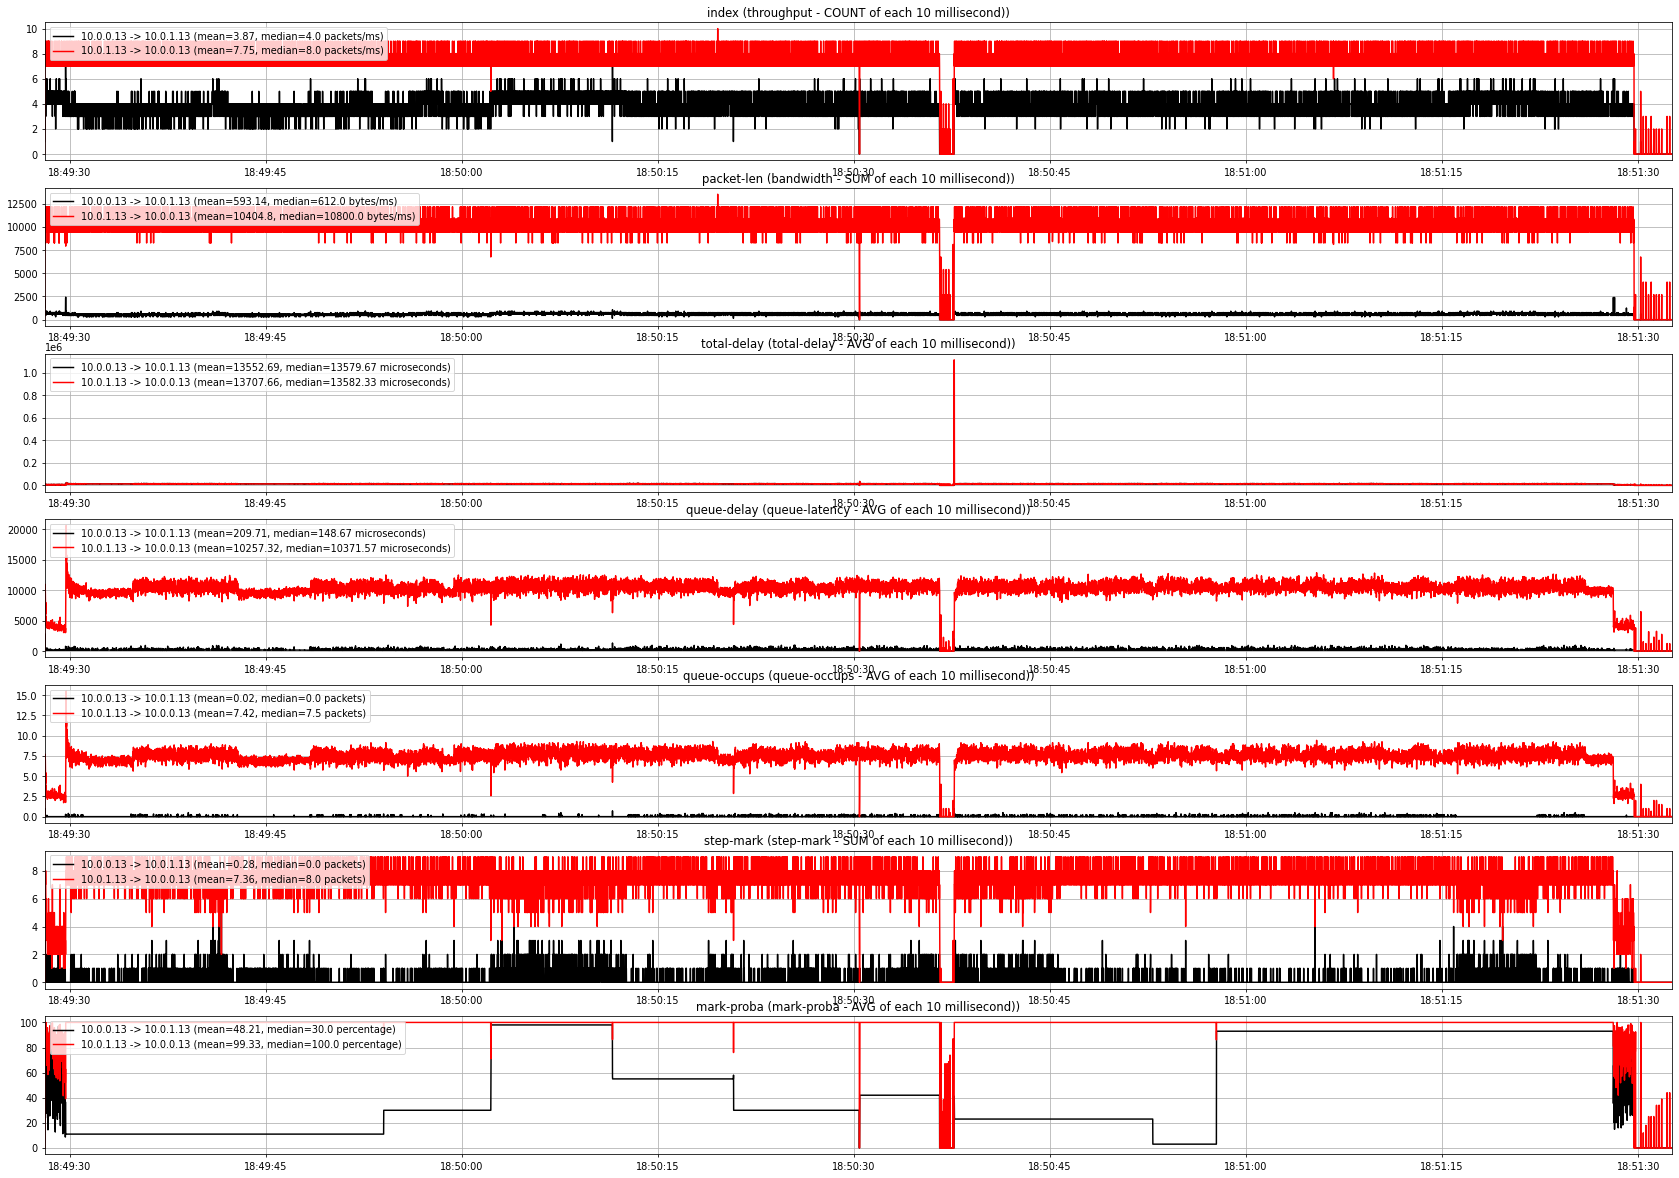 index (throughput - COUNT of each 10 millisecond))
10
8
6
4
2
0
10.0.0.13 -> 10.0.1.13 (mean=3.87, median=4.0 packets/ms)
10.0.1.13 -> 10.0.0.13 (mean=7.75, median=8.0 packets/ms)
18:49:30 18:49:45 18:50:00 18:50:15 18:50:30 18:50:45 18:51:00 18:51:15 18:51:30
packet-len (bandwidth - SUM of each 10 millisecond))
12500
10000
7500
5000
2500
0
10.0.0.13 -> 10.0.1.13 (mean=593.14, median=612.0 bytes/ms)
10.0.1.13 -> 10.0.0.13 (mean=10404.8, median=10800.0 bytes/ms)
18:49:30 18:49:45 18:50:00 18:50:15 18:50:30 18:50:45 18:51:00 18:51:15 18:51:30
1e6
total-delay (total-delay - AVG of each 10 millisecond))
1.0
0.8
0.6
0.4
0.2
0.0
10.0.0.13 -> 10.0.1.13 (mean=13552.69, median=13579.67 microseconds)
10.0.1.13 -> 10.0.0.13 (mean=13707.66, median=13582.33 microseconds)
18:49:30 18:49:45 18:50:00 18:50:15 18:50:30 18:50:45 18:51:00 18:51:15 18:51:30
queue-delay (queue-latency - AVG of each 10 millisecond))
20000
15000
10000
5000
0
10.0.0.13 -> 10.0.1.13 (mean=209.71, median=148.67 microseconds)
10.0.1.13 -> 10.0.0.13 (mean=10257.32, median=10371.57 microseconds)
18:49:30 18:49:45 18:50:00 18:50:15 18:50:30 18:50:45 18:51:00 18:51:15 18:51:30
queue-occups (queue-occups - AVG of each 10 millisecond))
15.0
12.5
10.0
7.5
5.0
2.5
0.0
10.0.0.13 -> 10.0.1.13 (mean=0.02, median=0.0 packets)
10.0.1.13 -> 10.0.0.13 (mean=7.42, median=7.5 packets)
18:49:30 18:49:45 18:50:00 18:50:15 18:50:30 18:50:45 18:51:00 18:51:15 18:51:30
step-mark (step-mark - SUM of each 10 millisecond))
8
6
4
2
0
10.0.0.13 -> 10.0.1.13 (mean=0.28, median=0.0 packets)
10.0.1.13 -> 10.0.0.13 (mean=7.36, median=8.0 packets)
18:49:30 18:49:45 18:50:00 18:50:15 18:50:30 18:50:45 18:51:00 18:51:15 18:51:30
mark-proba (mark-proba - AVG of each 10 millisecond))
100
80
60
40
20
0
10.0.0.13 -> 10.0.1.13 (mean=48.21, median=30.0 percentage)
10.0.1.13 -> 10.0.0.13 (mean=99.33, median=100.0 percentage)
18:49:30 18:49:45 18:50:00 18:50:15 18:50:30 18:50:45 18:51:00 18:51:15 18:51:30